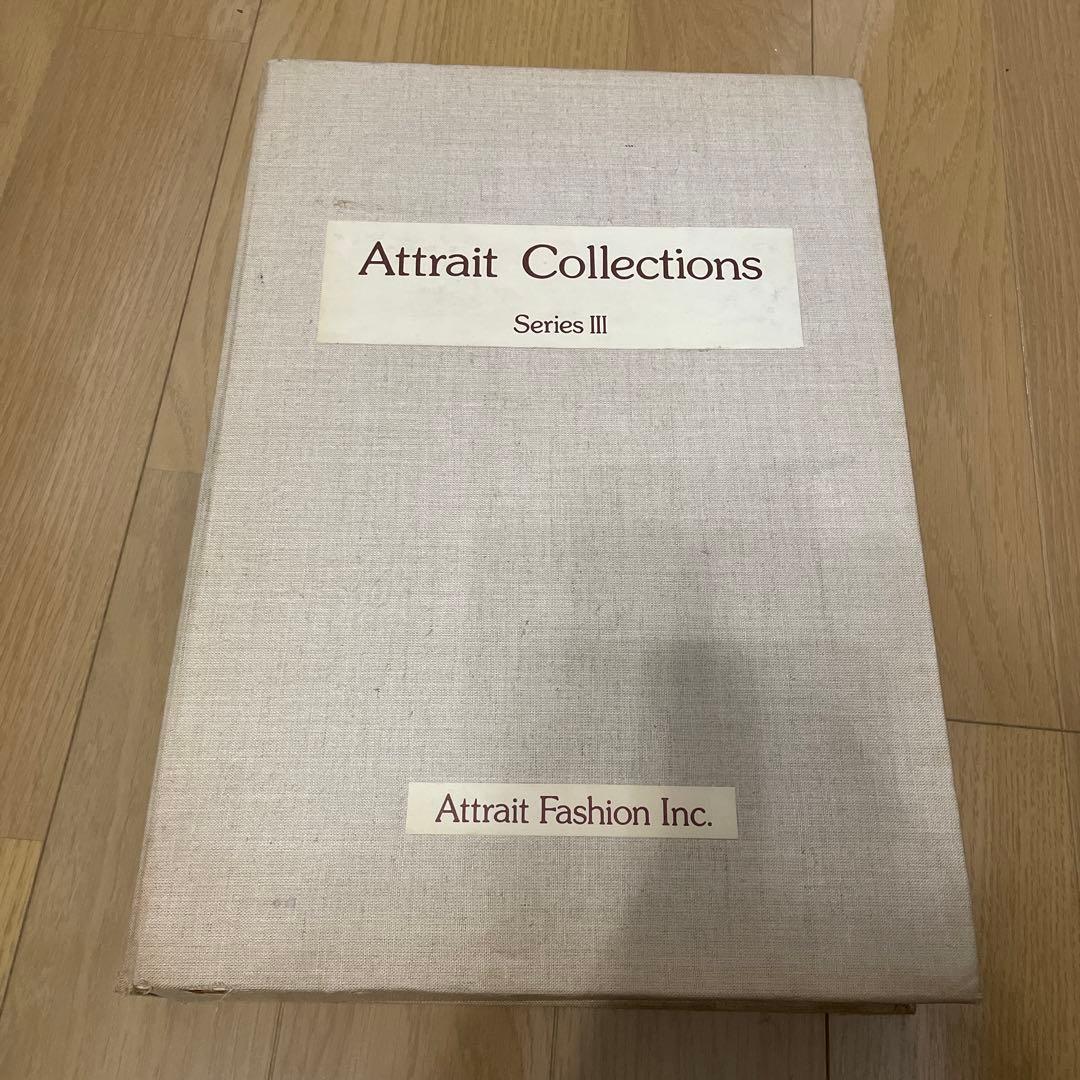 Attrait Collections
Series III
Attrait Fashion Inc.